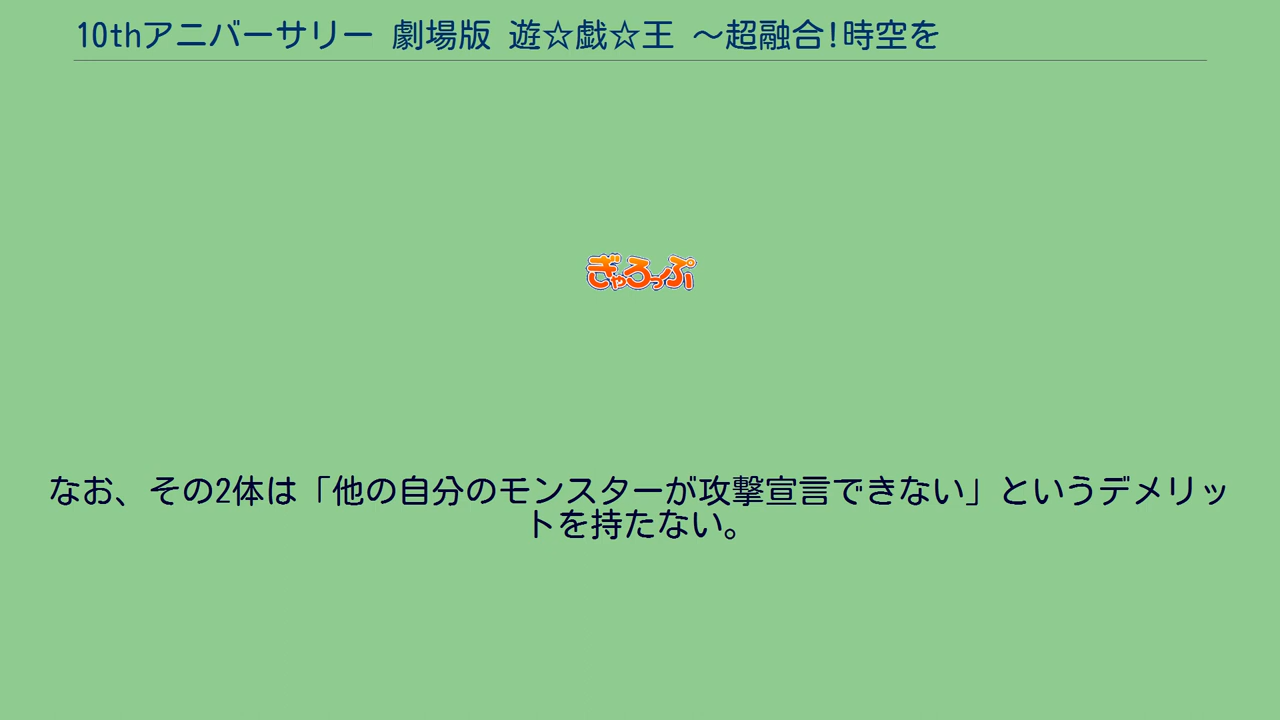 10thアニバーサリー 劇場版 遊☆戯☆王 ～超融合!時空を
ぎゃろっぷ
なお、その2体は「他の自分のモンスターが攻撃宣言できない」というデメリッ
トを持たない。